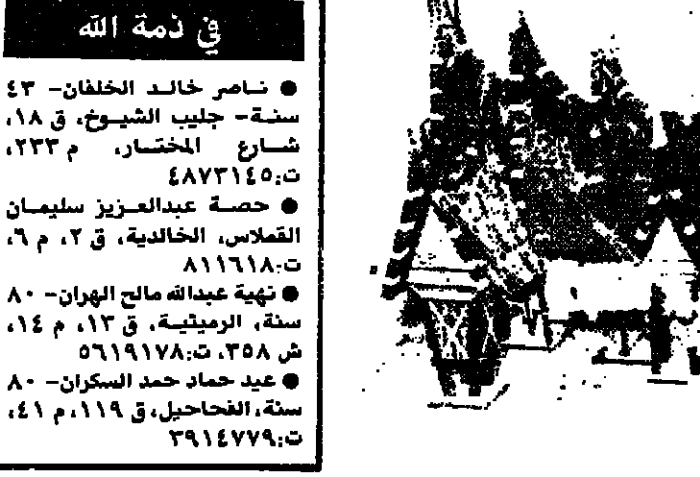 في ذمة الله
● ناصر خالد الخلفان- ٤٣
سنة- جليب الشيوخ، ق ١٨،
شارع المختار، م ٢٣٣،
ت:٤٨٧٣١٤٥
● حصة عبدالعزيز سليمان
القملاس، الخالدية، ق ٢، م ٦،
ت:٨١١٦١٨
● نهية عبدالله مالح الهران- ٨٠
سنة، الرميثية، ق ١٣، م ١٤،
ش ٣٥٨، ت:٥٦١٩١٧٨
● عيد حماد حمد السكران- ٨٠
سنة، الفحاحيل، ق ١١٩، م ٤١،
ت:٣٩١٤٧٧٩